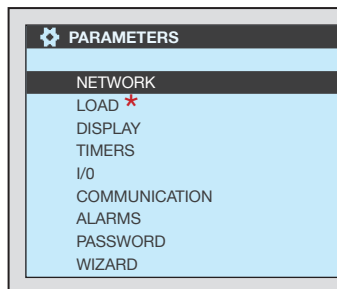 PARAMETERS
NETWORK
LOAD *
DISPLAY
TIMERS
I/0
COMMUNICATION
ALARMS
PASSWORD
WIZARD